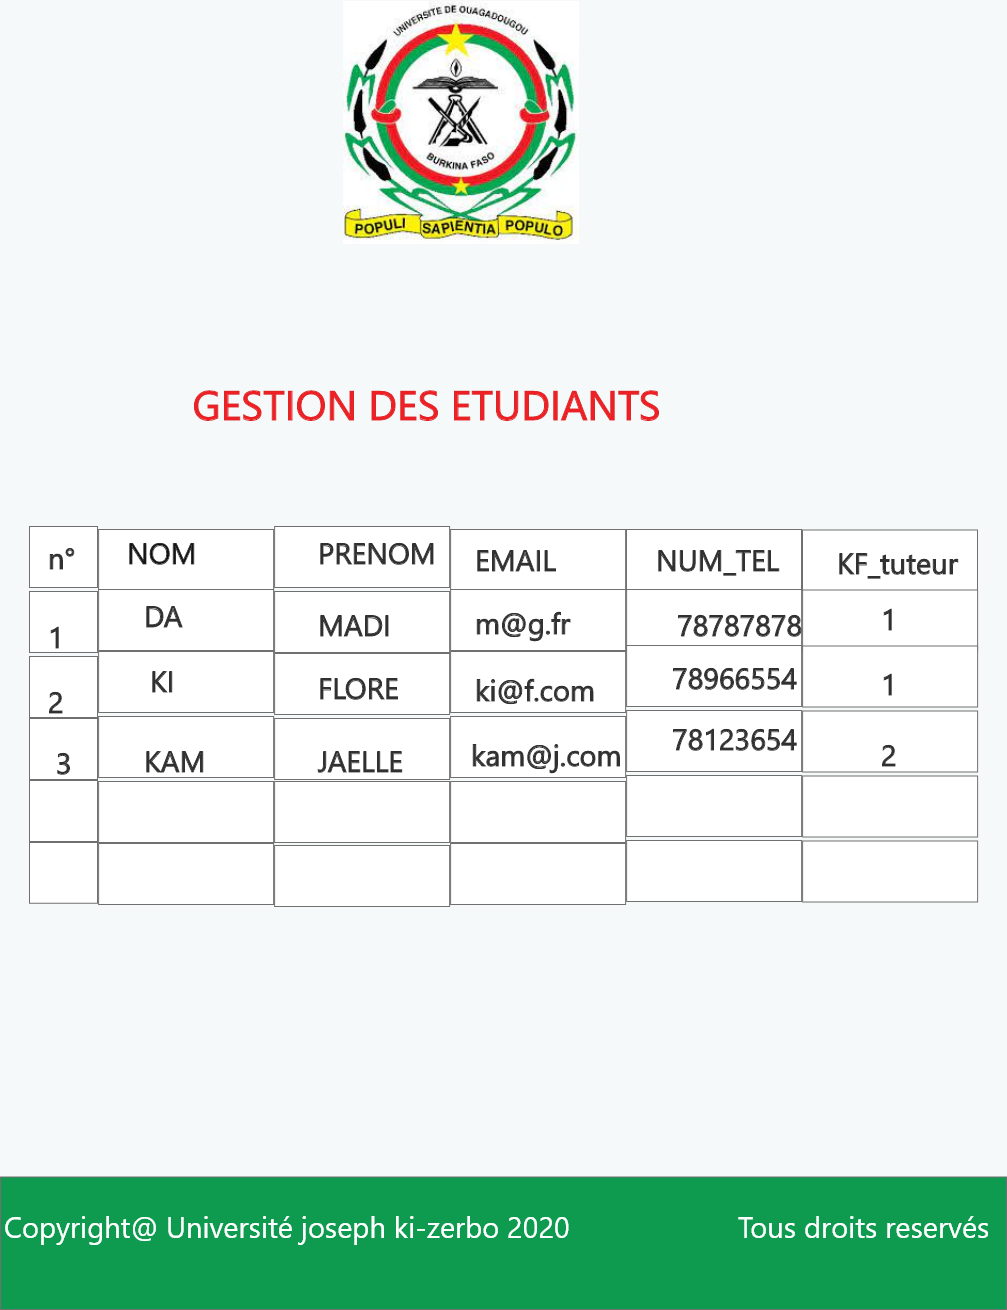 UNIVERSITE DE OUAGADOUGOU
BURKINA FASO
POPULI SAPIENTIA POPULO
GESTION DES ETUDIANTS
n° NOM PRENOM EMAIL NUM_TEL KF_tuteur
1 DA MADI m@g.fr 78787878 1
2 KI FLORE ki@f.com 78966554 1
3 KAM JAELLE kam@j.com 78123654 2
Copyright@ Université joseph ki-zerbo 2020 Tous droits reservés